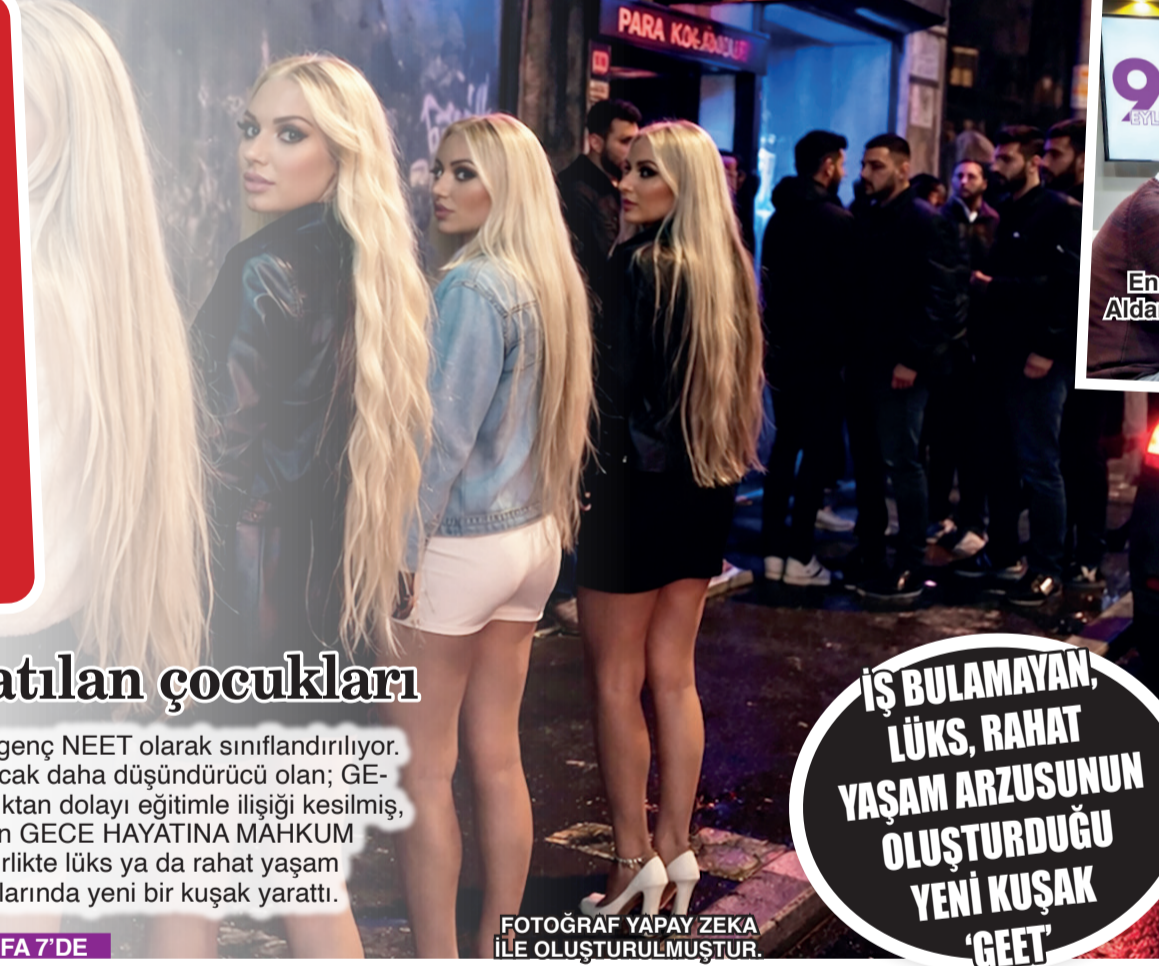 PARA
9
EYL
En
Alda
atılan çocukları
genç NEET olarak sınıflandırılıyor.
cak daha düşündürücü olan; GE-
ktan dolayı eğitimle ilişiği kesilmiş,
n GECE HAYATINA MAHKUM
rlikte lüks ya da rahat yaşam
larında yeni bir kuşak yarattı.
FA 7’DE
FOTOĞRAF YAPAY ZEKA
İLE OLUŞTURULMUŞTUR.
İŞ BULAMAYAN,
LÜKS, RAHAT
YAŞAM ARZUSUNUN
OLUŞTURDUĞU
YENİ KUŞAK
‘GEET’